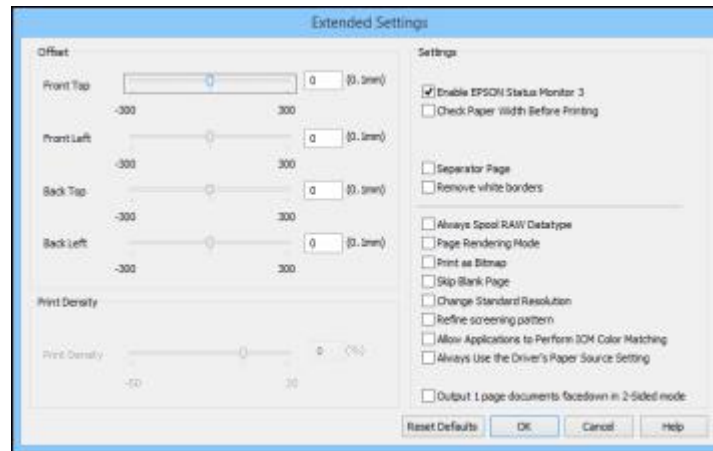 Extended Settings
Offset
Front Top
0
(0.1mm)
-300
300
Front Left
0
(0.1mm)
-300
300
Back Top
0
(0.1mm)
-300
300
Back Left
0
(0.1mm)
-300
300
Print Density
Print Density
0
(%)
-50
20
Settings
Enable EPSON Status Monitor 3
Check Paper Width Before Printing
Separator Page
Remove white borders
Always Spool RAW Datatype
Page Rendering Mode
Print as Bitmap
Skip Blank Page
Change Standard Resolution
Refine screening pattern
Allow Applications to Perform ICM Color Matching
Always Use the Driver's Paper Source Setting
Output 1 page documents facedown in 2-Sided mode
Reset Defaults
OK
Cancel
Help